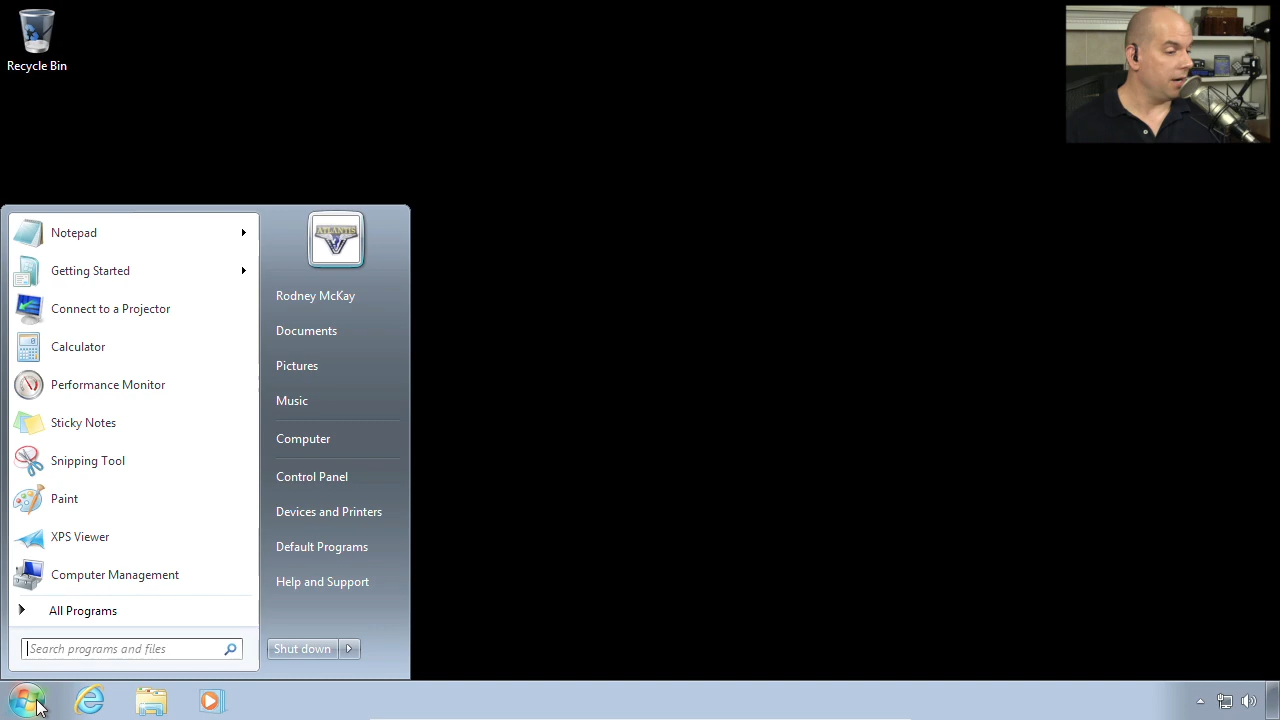 Recycle Bin
Notepad
Getting Started
Connect to a Projector
Calculator
Performance Monitor
Sticky Notes
Snipping Tool
Paint
XPS Viewer
Computer Management
All Programs
Search programs and files
ATLANTIS
Rodney McKay
Documents
Pictures
Music
Computer
Control Panel
Devices and Printers
Default Programs
Help and Support
Shut down